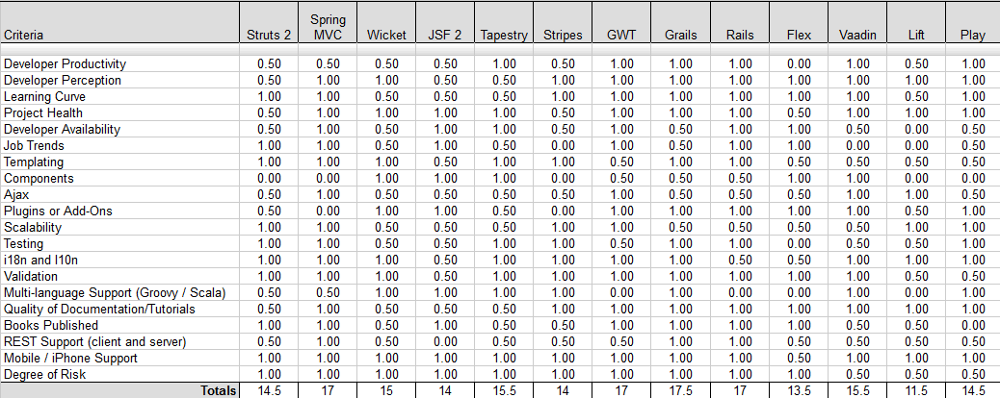 Criteria Struts 2 Spring MVC Wicket JSF 2 Tapestry Stripes GWT Grails Rails Flex Vaadin Lift Play
Developer Productivity 0.50 0.50 0.50 0.50 1.00 0.50 1.00 1.00 1.00 0.00 1.00 0.50 1.00
Developer Perception 0.50 1.00 1.00 0.50 0.50 1.00 1.00 1.00 1.00 1.00 1.00 1.00 1.00
Learning Curve 1.00 1.00 0.50 0.50 0.50 1.00 1.00 1.00 1.00 1.00 1.00 0.50 1.00
Project Health 0.50 1.00 1.00 1.00 1.00 0.50 1.00 1.00 1.00 0.50 1.00 1.00 1.00
Developer Availability 0.50 1.00 0.50 1.00 0.50 0.50 1.00 0.50 1.00 1.00 0.50 0.00 0.50
Job Trends 1.00 1.00 0.50 1.00 0.50 0.00 1.00 0.50 1.00 1.00 0.00 0.00 0.50
Templating 1.00 1.00 1.00 0.50 1.00 1.00 0.50 1.00 1.00 0.50 0.50 0.50 0.50
Components 0.00 0.00 1.00 1.00 1.00 0.00 0.50 0.50 0.50 1.00 1.00 0.00 0.00
Ajax 0.50 1.00 0.50 0.50 0.50 0.50 1.00 0.50 0.50 0.50 1.00 1.00 0.50
Plugins or Add-Ons 0.50 0.00 1.00 1.00 0.50 0.00 1.00 1.00 1.00 1.00 1.00 0.50 1.00
Scalability 1.00 1.00 0.50 0.50 0.50 1.00 1.00 0.50 0.50 0.50 0.50 1.00 1.00
Testing 1.00 1.00 0.50 0.50 1.00 1.00 0.50 1.00 1.00 0.00 0.50 0.50 1.00
i18n and l10n 1.00 1.00 1.00 0.50 1.00 1.00 1.00 1.00 0.50 0.50 1.00 1.00 1.00
Validation 1.00 1.00 1.00 0.50 1.00 1.00 1.00 1.00 1.00 1.00 1.00 0.50 1.00
Multi-language Support (Groovy / Scala) 0.50 0.50 1.00 1.00 1.00 1.00 0.00 1.00 0.00 0.00 1.00 0.00 0.50
Quality of Documentation/Tutorials 0.50 1.00 0.50 0.50 0.50 1.00 1.00 1.00 1.00 1.00 1.00 1.00 1.00
Books Published 1.00 1.00 0.50 1.00 0.50 0.50 1.00 1.00 1.00 1.00 0.50 0.50 0.00
REST Support (client and server) 0.50 1.00 0.50 0.00 0.50 0.50 0.50 1.00 1.00 0.50 0.50 0.50 0.50
Mobile / iPhone Support 1.00 1.00 1.00 1.00 1.00 1.00 1.00 1.00 1.00 0.50 1.00 1.00 1.00
Degree of Risk 1.00 1.00 1.00 1.00 1.00 1.00 1.00 1.00 1.00 1.00 0.50 0.50 0.50
Totals 14.5 17 15 14 15.5 14 17 17.5 17 13.5 15.5 11.5 14.5